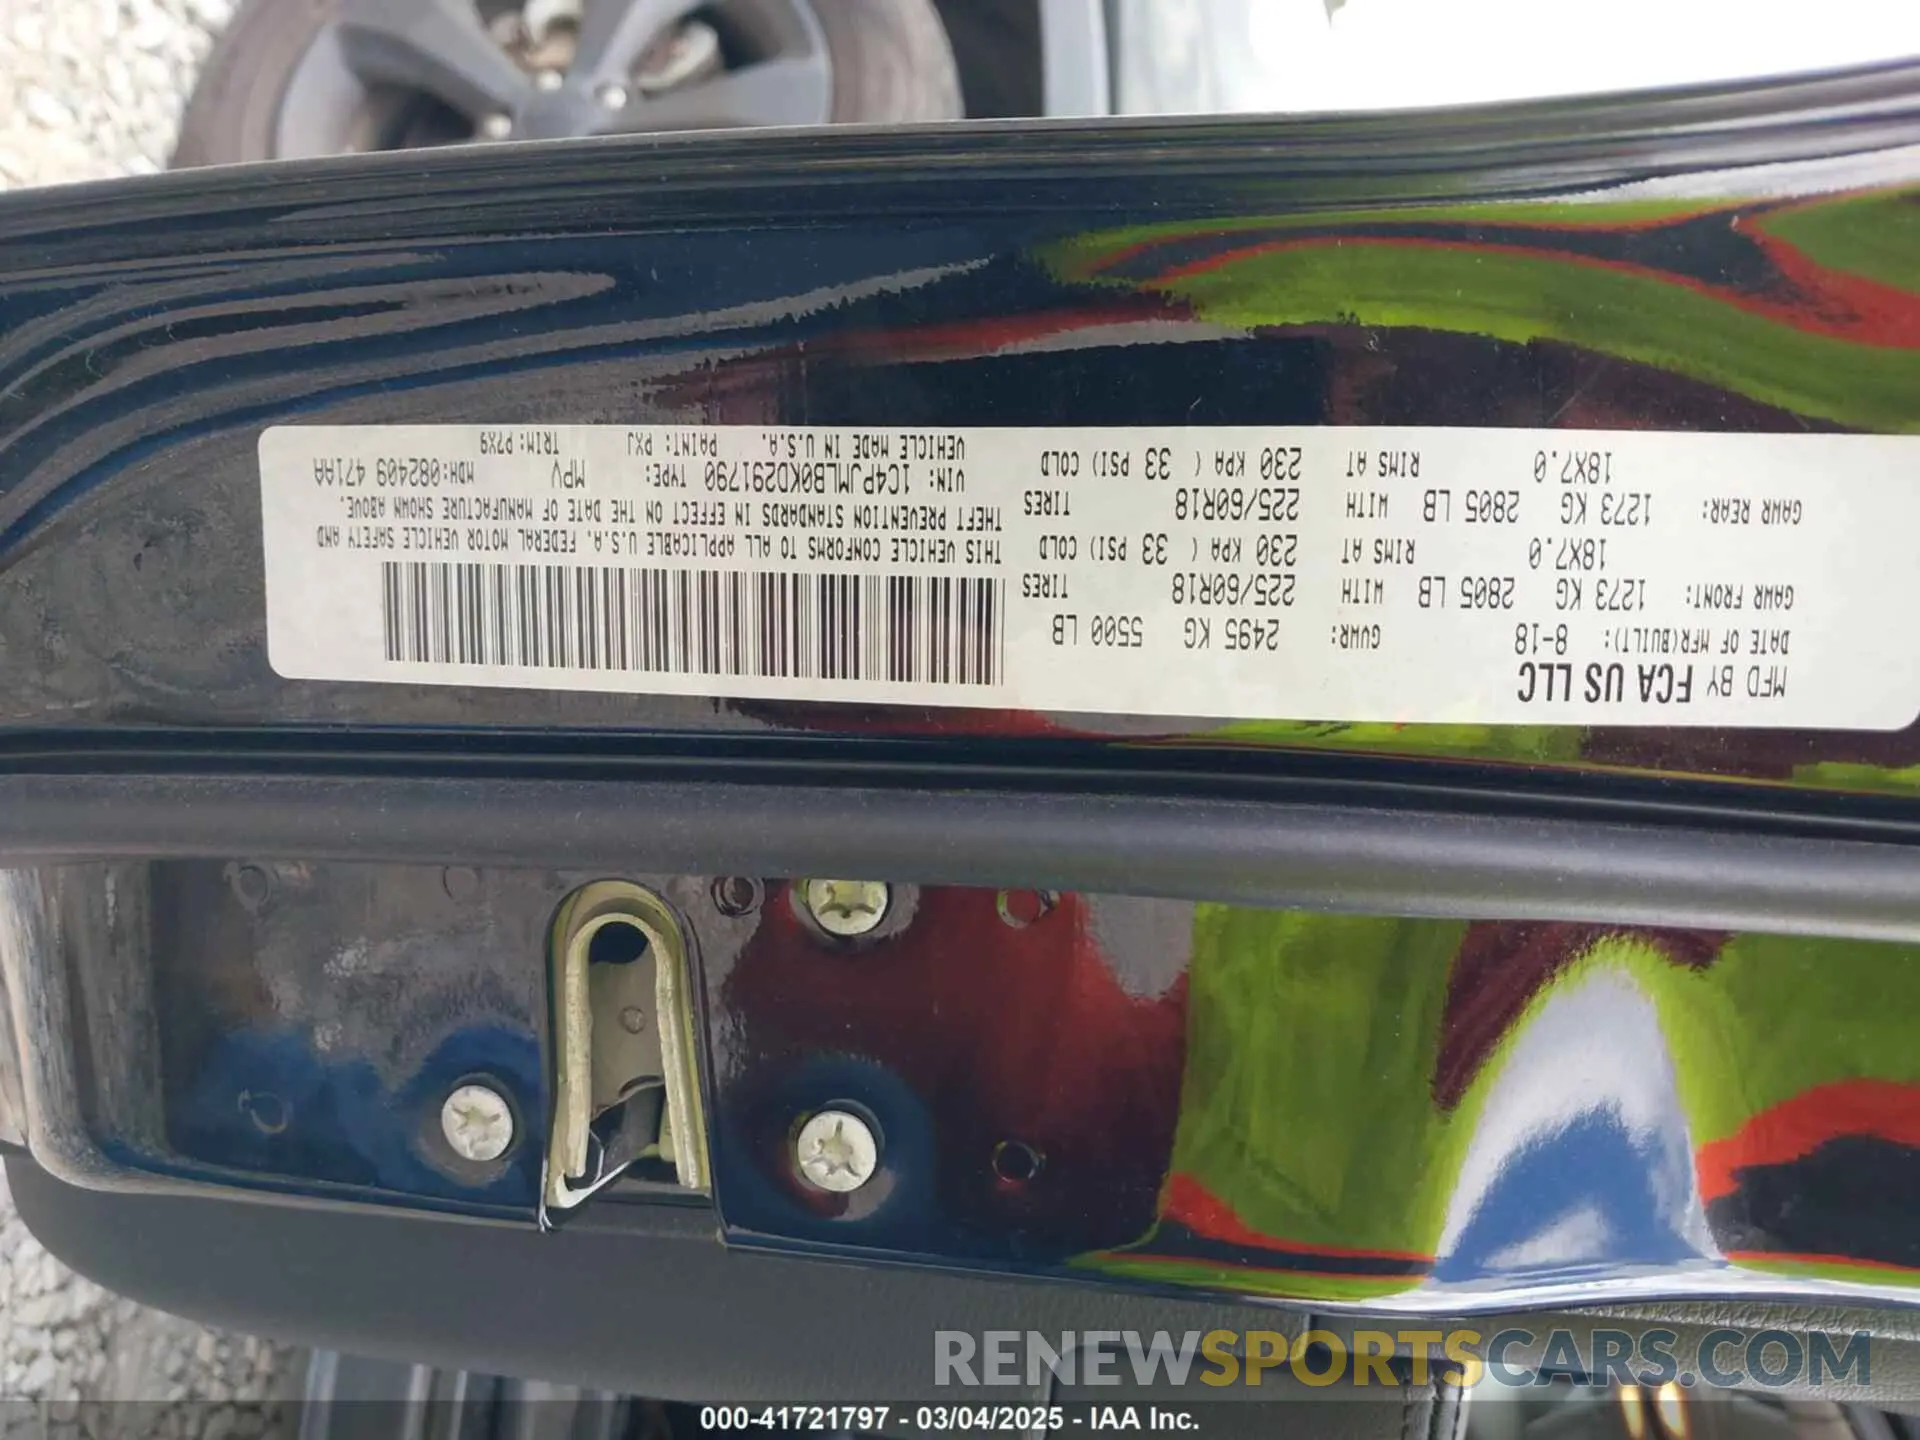 MFD BY FCA US LLC
DATE OF MFR(BUILT): 8-18 GVWR: 2495 KG 5500 LB
GAWR FRONT: 1273 KG 2805 LB WITH 225/60R18 TIRES
18X7.0 RIMS AT 230 KPA ( 33 PSI) COLD
GAWR REAR: 1273 KG 2805 LB WITH 225/60R18 TIRES
18X7.0 RIMS AT 230 KPA ( 33 PSI) COLD
THIS VEHICLE CONFORMS TO ALL APPLICABLE U.S.A. FEDERAL MOTOR VEHICLE SAFETY AND
THEFT PREVENTION STANDARDS IN EFFECT ON THE DATE OF MANUFACTURE SHOWN ABOVE.
VIN: 1C4PJMLB0KD291790 TYPE: MPV MDH:082409 471AA
VEHICLE MADE IN U.S.A. PAINT: PXJ TRIM:P7X9
RENEWSPORTSCARS.COM
000-41721797 - 03/04/2025 - IAA Inc.